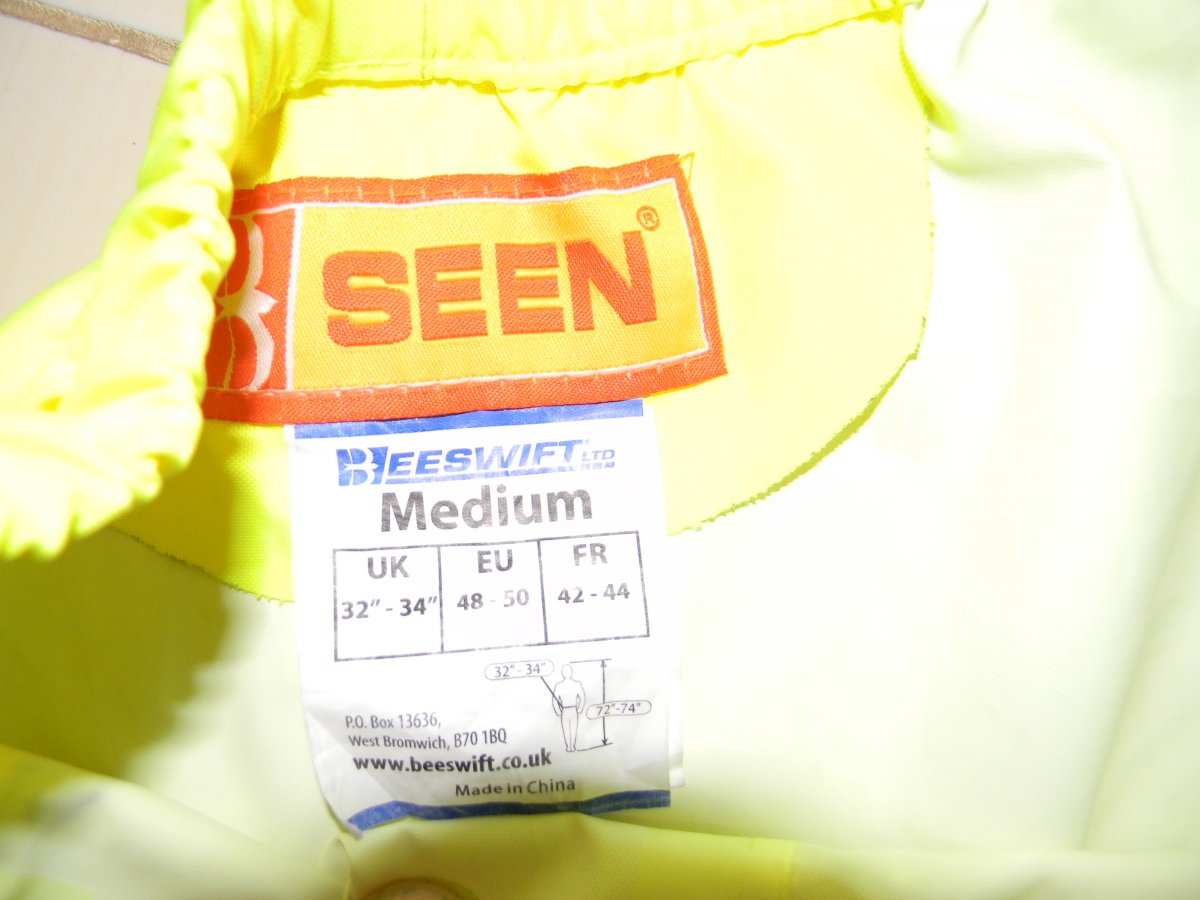 B SEEN®
BEESWIFT LTD
Medium
UK EU FR
32" - 34" 48 - 50 42 - 44
32" - 34"
72"-74"
P.O. Box 13636,
West Bromwich, B70 1BQ
www.beeswift.co.uk
Made in China